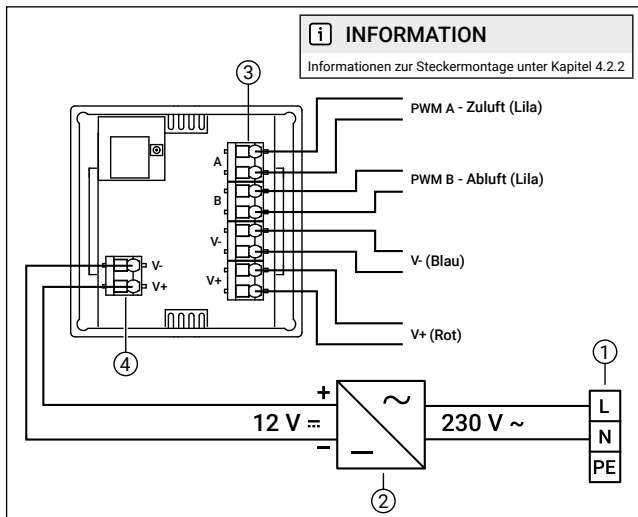 i INFORMATION
Informationen zur Steckermontage unter Kapitel 4.2.2
3
PWM A - Zuluft (Lila)
A
PWM B - Abluft (Lila)
B
V-
V- (Blau)
V-
V+
V+
V+ (Rot)
4
1
+
12 V ⎓
-
~
230 V ~
L
N
PE
2